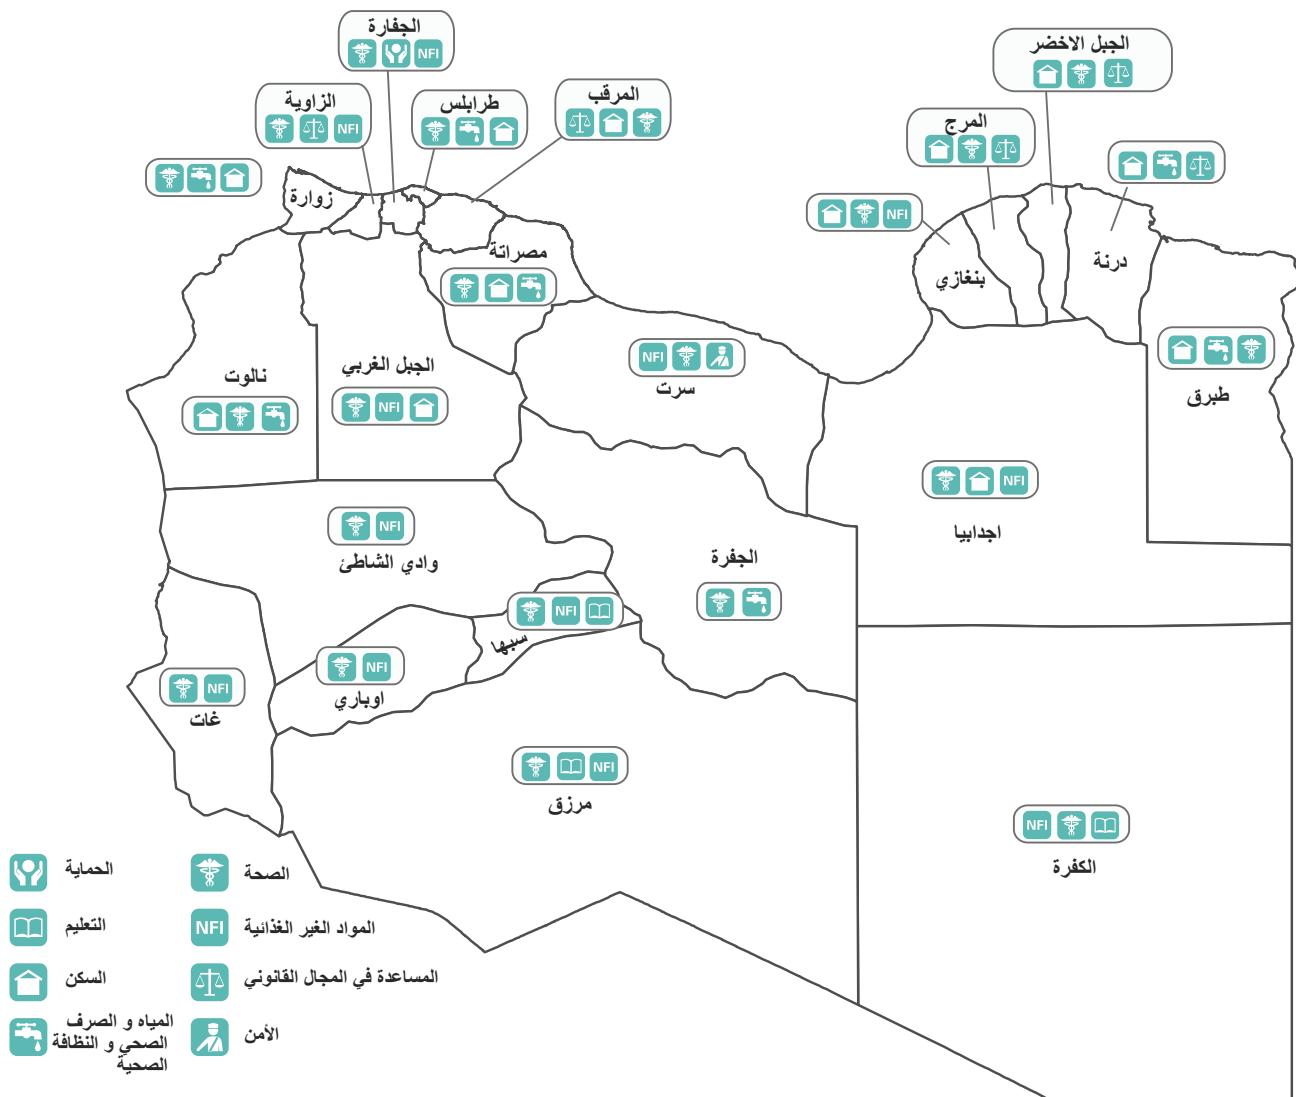 الجفارة
NFI
الجبل الاخضر
الزاوية
NFI
طرابلس
المرقب
المرج
زوارة
NFI
درنة
مصراتة
بنغازي
NFI
سرت
نالوت
الجبل الغربي
NFI
طبرق
NFI
اجدابيا
NFI
وادي الشاطئ
الجفرة
NFI
سبها
NFI
اوباري
NFI
غات
NFI
مرزق
NFI
الكفرة
الصحة
الحماية
NFI
المواد الغير الغذائية
التعليم
المساعدة في المجال القانوني
السكن
الأمن
المياه و الصرف
الصحي و النظافة
الصحية